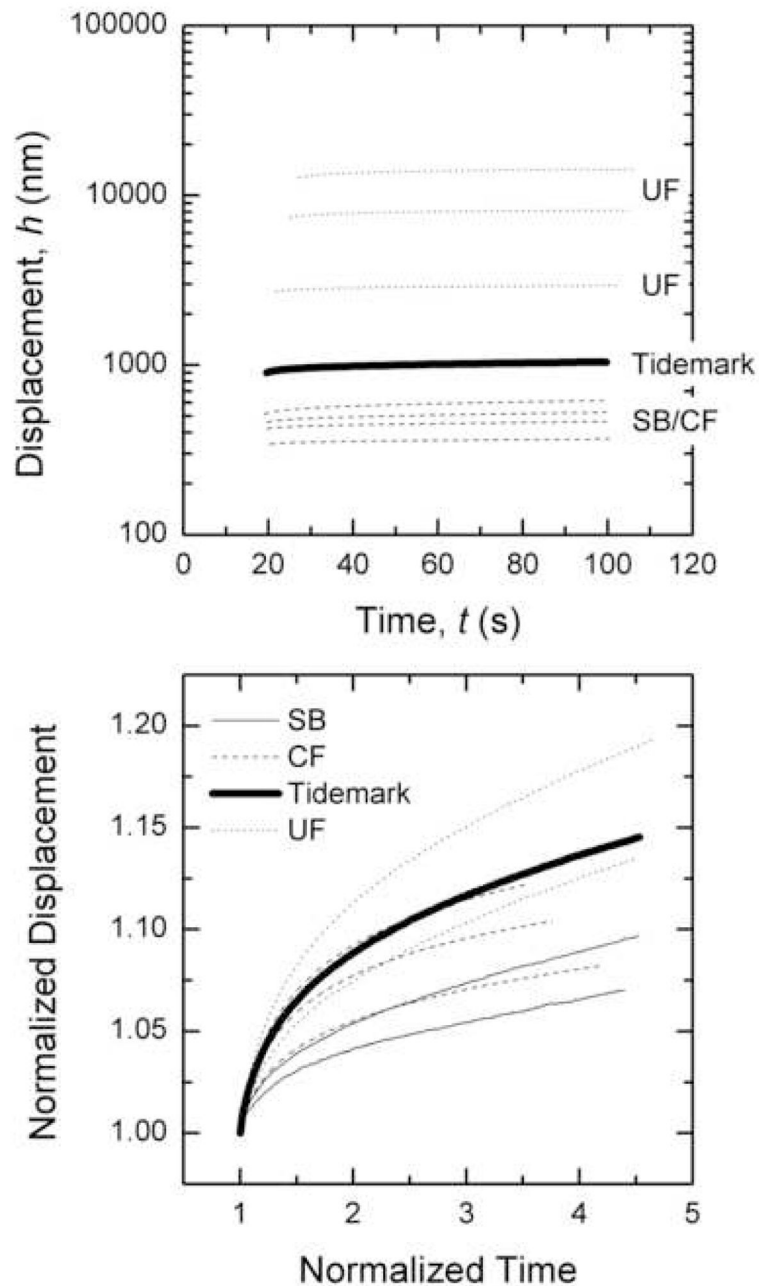 100000
10000
1000
100
Displacement, h (nm)
UF
UF
Tidemark
SB/CF
0 20 40 60 80 100 120
Time, t (s)
1.20
1.15
1.10
1.05
1.00
Normalized Displacement
SB
CF
Tidemark
UF
1 2 3 4 5
Normalized Time